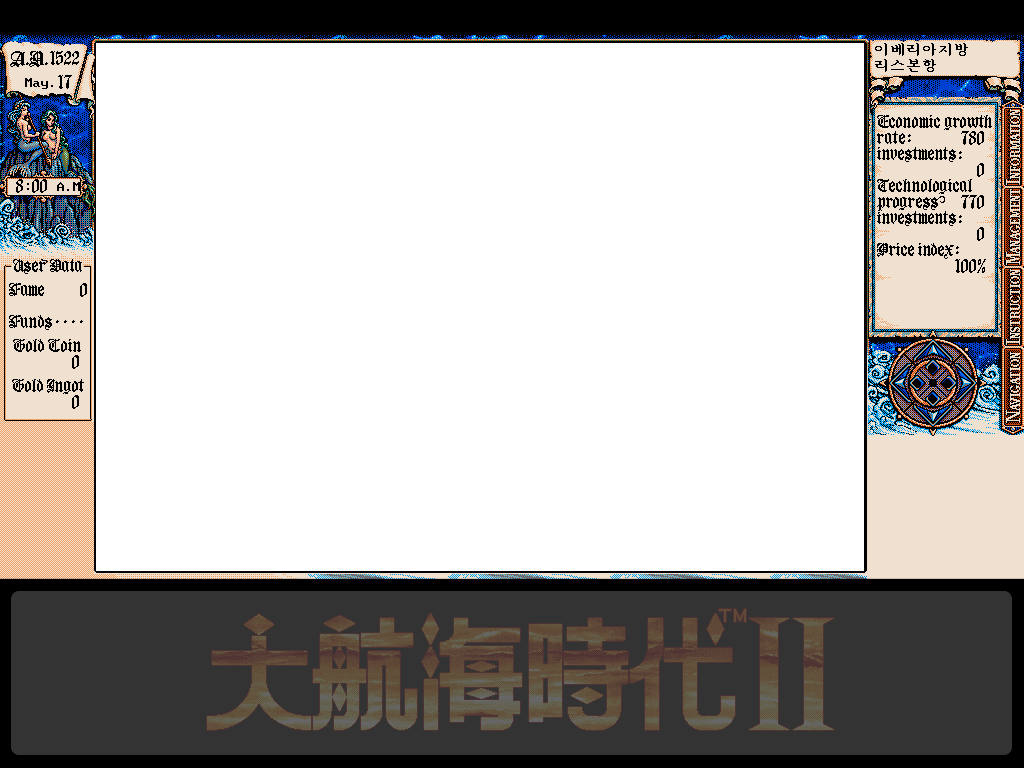 A.D.1522
May. 17
8:00 A.M
User Data
Fame 0
Funds····
Gold Coin
0
Gold Ingot
0
이베리아지방
리스본항
Economic growth
rate: 780
investments:
0
Technological
progress 770
investments:
0
Price index:
100%
INFORMATION
MANAGEMENT
INSTRUCTION
NAVIGATION
大航海時代II™